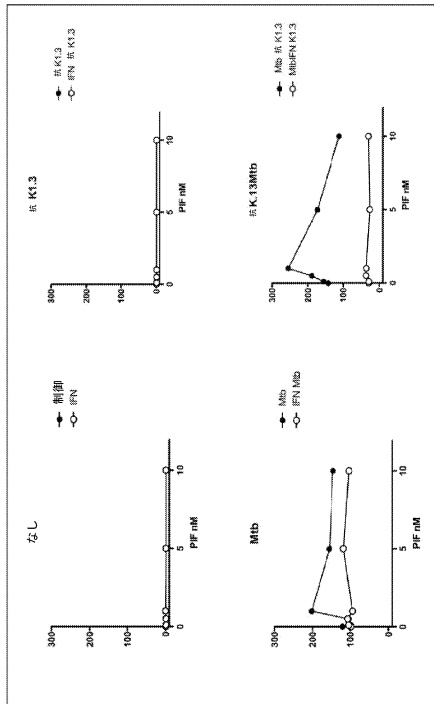 なし
制御
IFN
300
200
100
0
0
5
10
PIF nM
抗 K1.3
抗 K1.3
IFN 抗 K1.3
300
200
100
0
0
5
10
PIF nM
Mtb
Mtb
IFN Mtb
300
200
100
0
0
5
10
PIF nM
抗 K.13Mtb
Mtb 抗 K1.3
MtbIFN K1.3
300
200
100
0
0
5
10
PIF nM